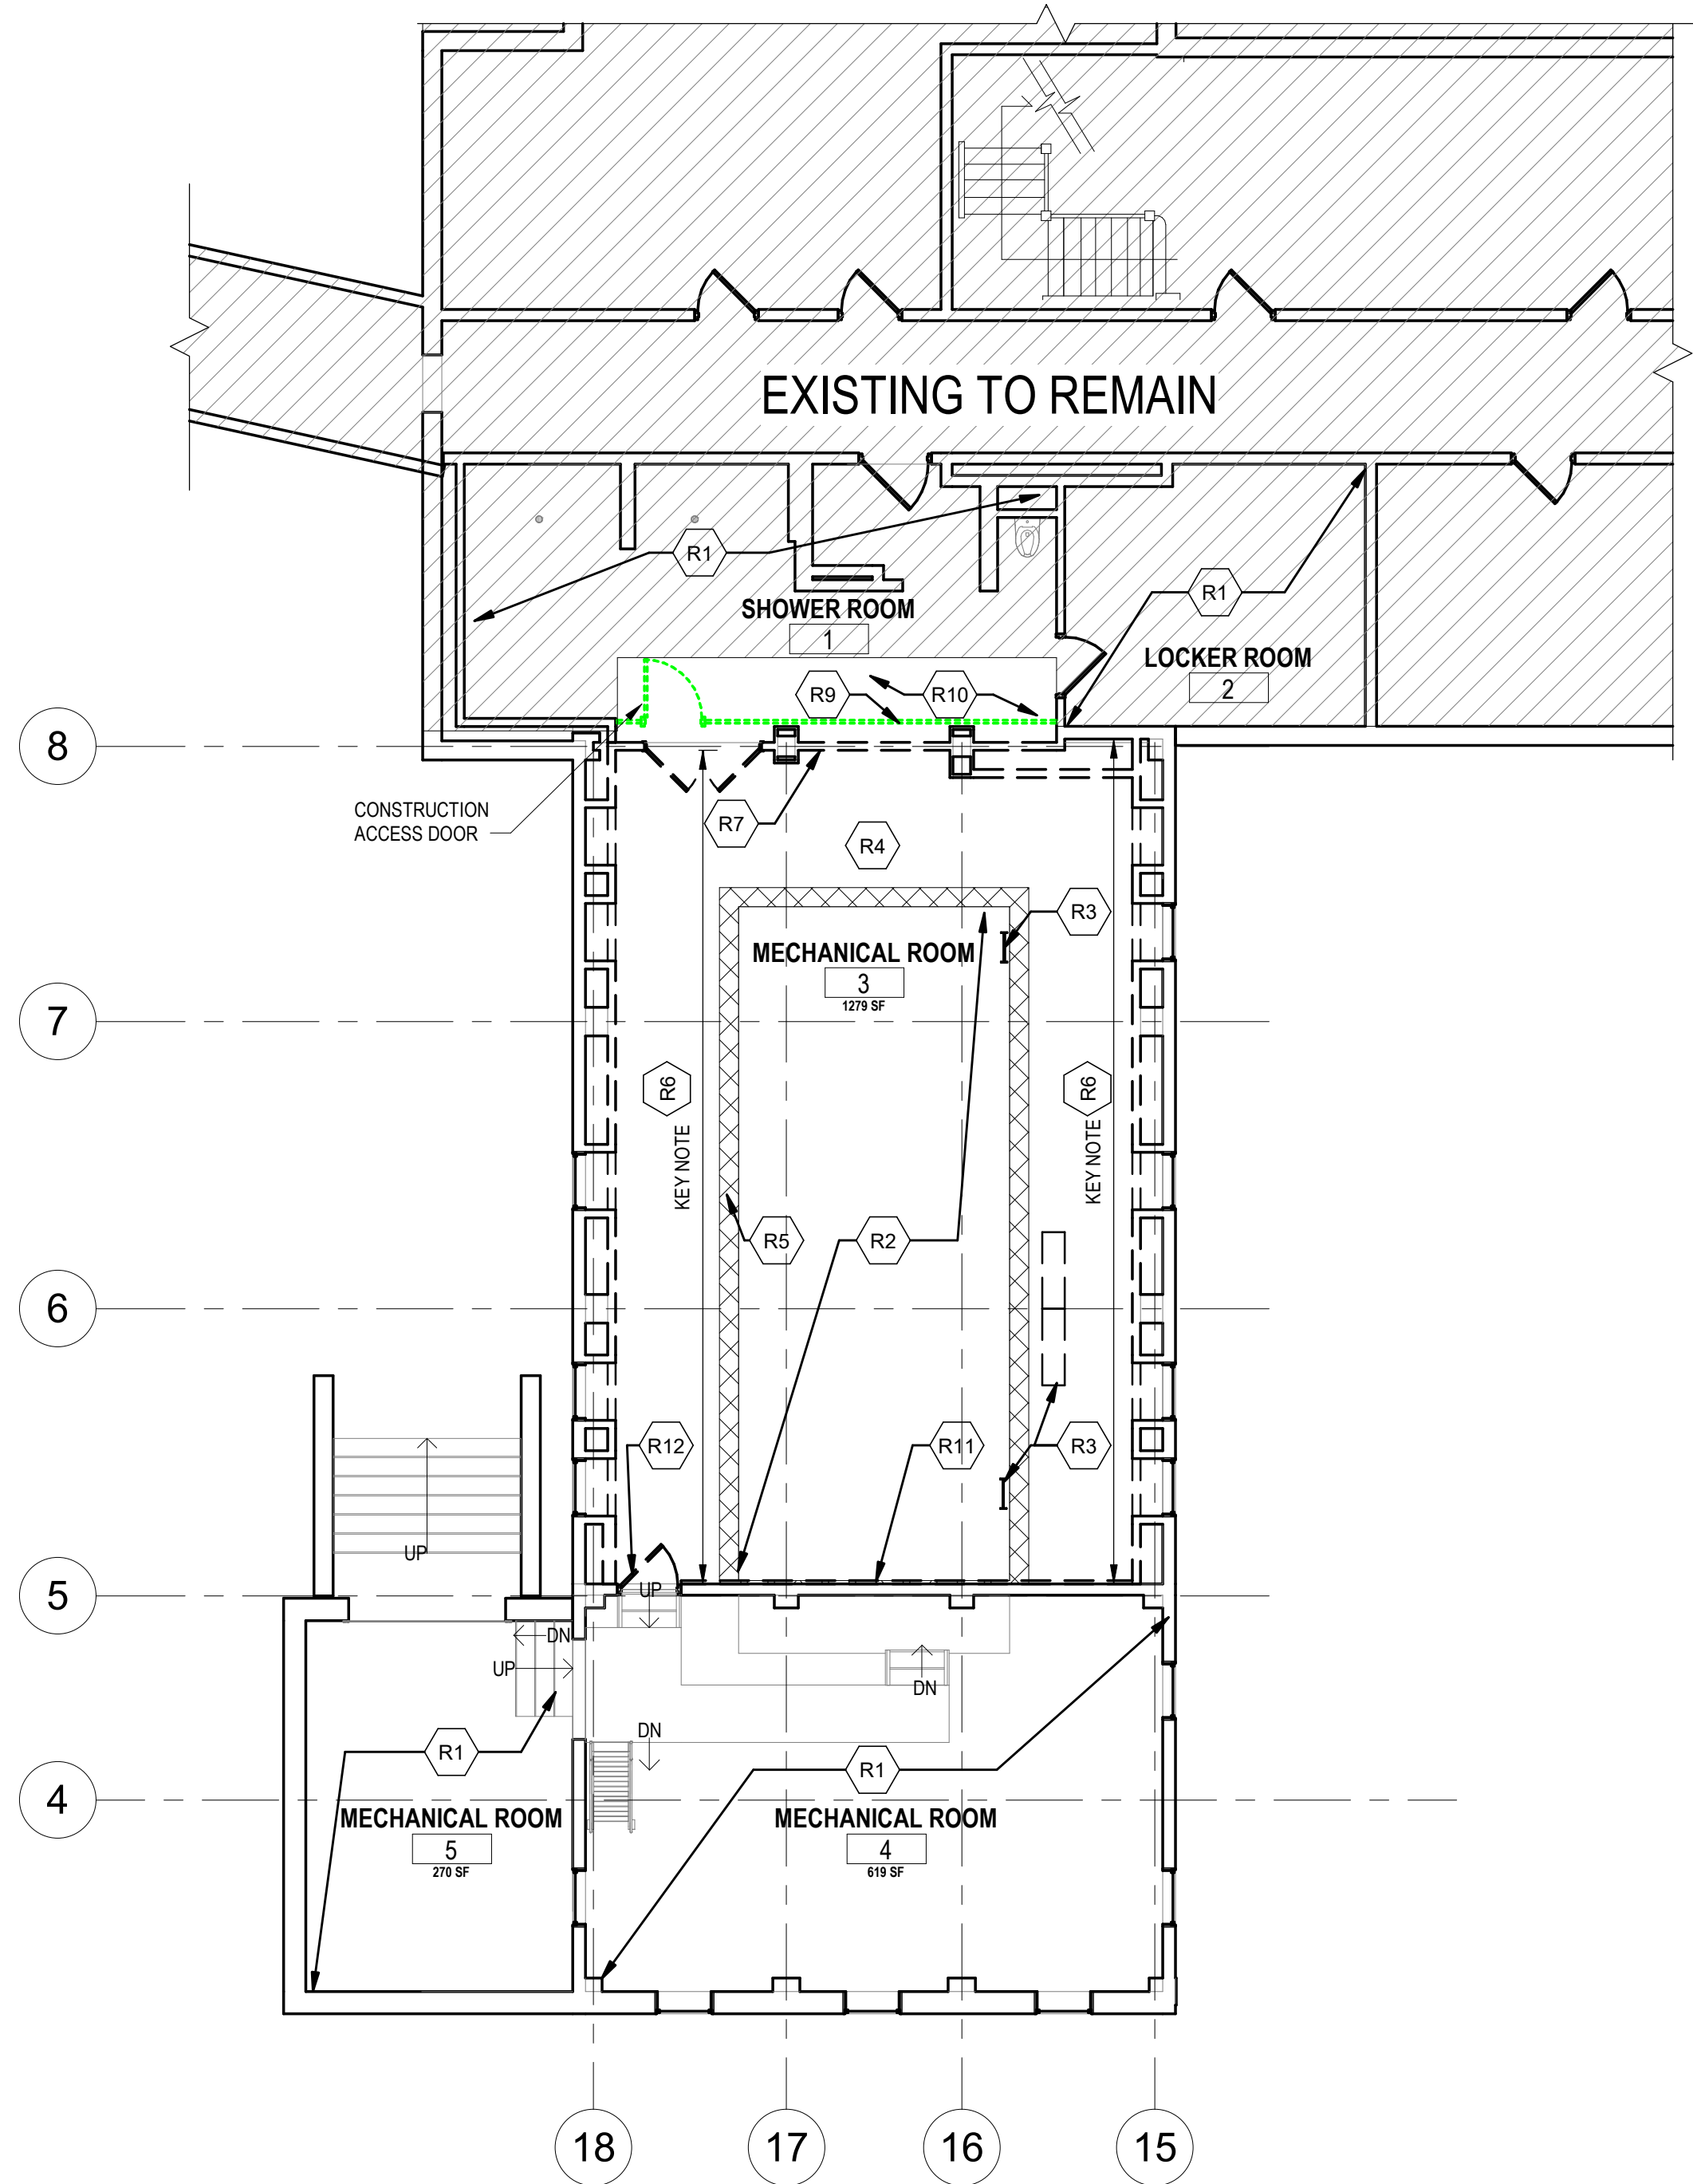 EXISTING TO REMAIN
R1
R1
SHOWER ROOM
1
LOCKER ROOM
2
R9
R10
8
CONSTRUCTION
ACCESS DOOR
R7
R4
R3
MECHANICAL ROOM
3
1279 SF
7
R6
KEY NOTE
R6
KEY NOTE
R5
R2
6
R12
R11
R3
UP
5
UP
DN
UP
DN
DN
R1
R1
4
MECHANICAL ROOM
5
270 SF
MECHANICAL ROOM
4
619 SF
18
17
16
15